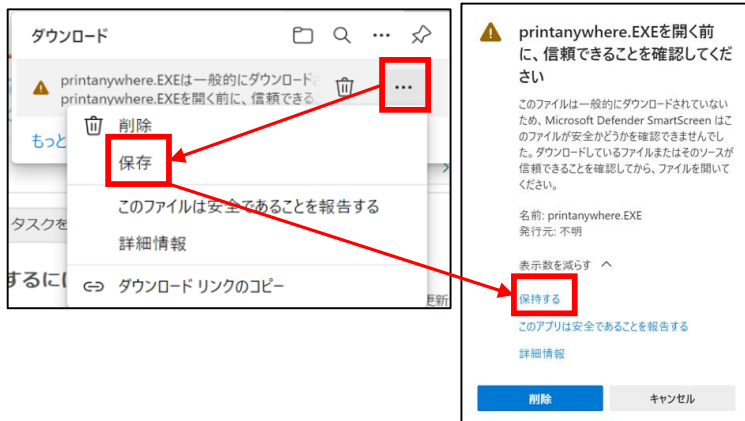 ダウンロード
printanywhere.EXEは一般的にダウンロード
printanywhere.EXEを開く前に、信頼できる
もっと
削除
保存
このファイルは安全であることを報告する
詳細情報
ダウンロード リンクのコピー
タスクを
するには
更新
printanywhere.EXEを開く前
に、信頼できることを確認してくだ
さい
このファイルは一般的にダウンロードされていない
ため、Microsoft Defender SmartScreen はこ
のファイルが安全かどうかを確認できませんでし
た。ダウンロードしているファイルまたはそのソースが
信頼できることを確認してから、ファイルを開いて
ください。
名前: printanywhere.EXE
発行元: 不明
表示数を減らす
保持する
このアプリは安全であることを報告する
詳細情報
削除
キャンセル